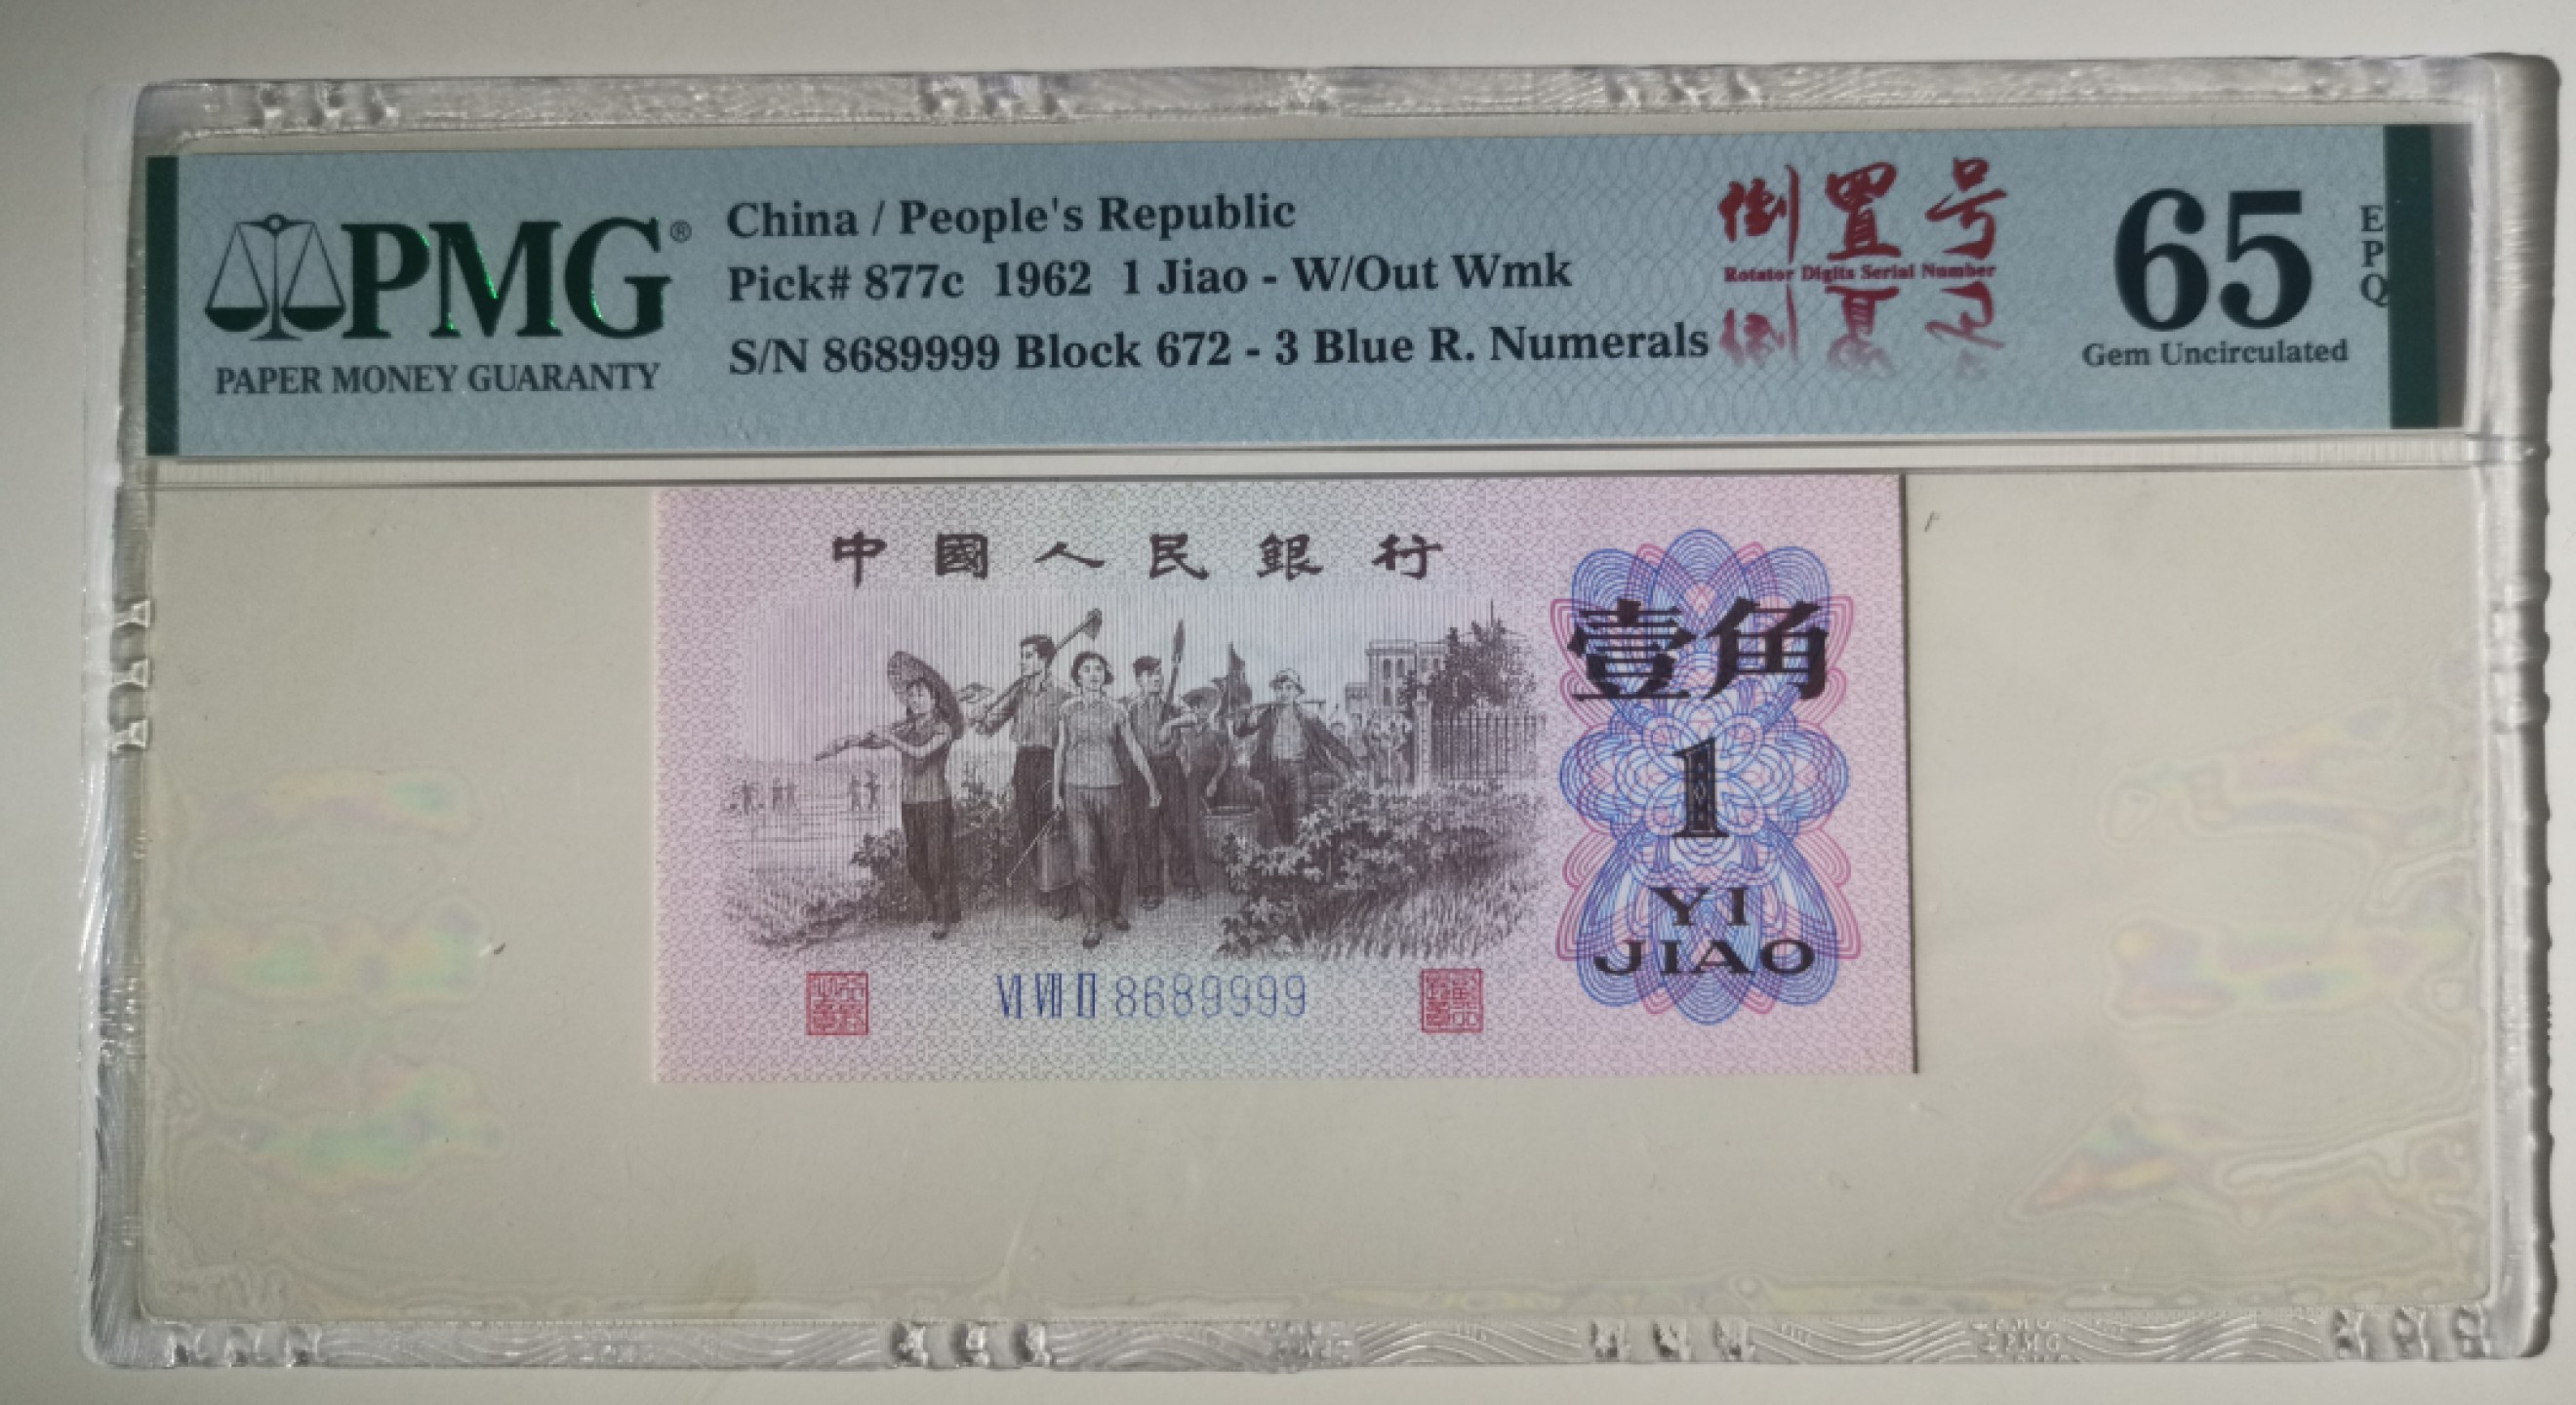 PMG®
PAPER MONEY GUARANTY
China / People's Republic
Pick# 877c 1962 1 Jiao - W/Out Wmk
S/N 8689999 Block 672 - 3 Blue R. Numerals
倒置号
Rotator Digits Serial Number
65
EPQ
Gem Uncirculated
中國人民銀行
壹角
1
YI
JIAO
VI VII II 8689999